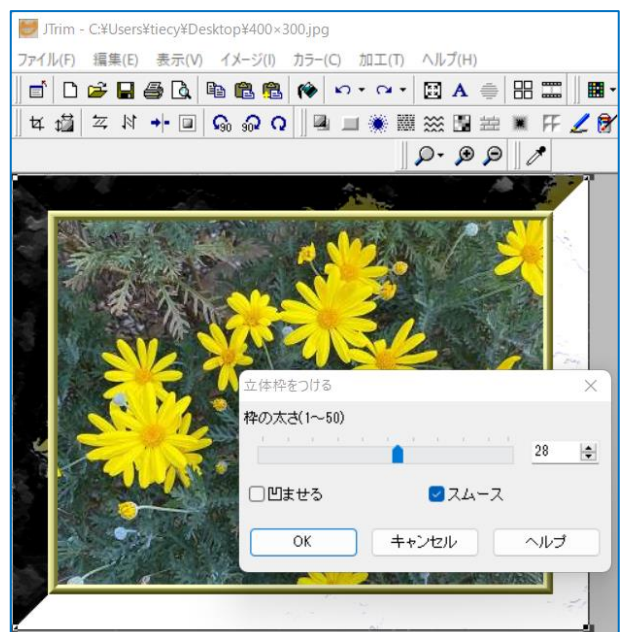 JTrim - C:¥Users¥tiecy¥Desktop¥400×300.jpg
ファイル(F) 編集(E) 表示(V) イメージ(I) カラー(C) 加工(T) ヘルプ(H)
A
90 90
立体枠をつける
枠の太さ(1～50)
28
凹ませる スムース
OK キャンセル ヘルプ